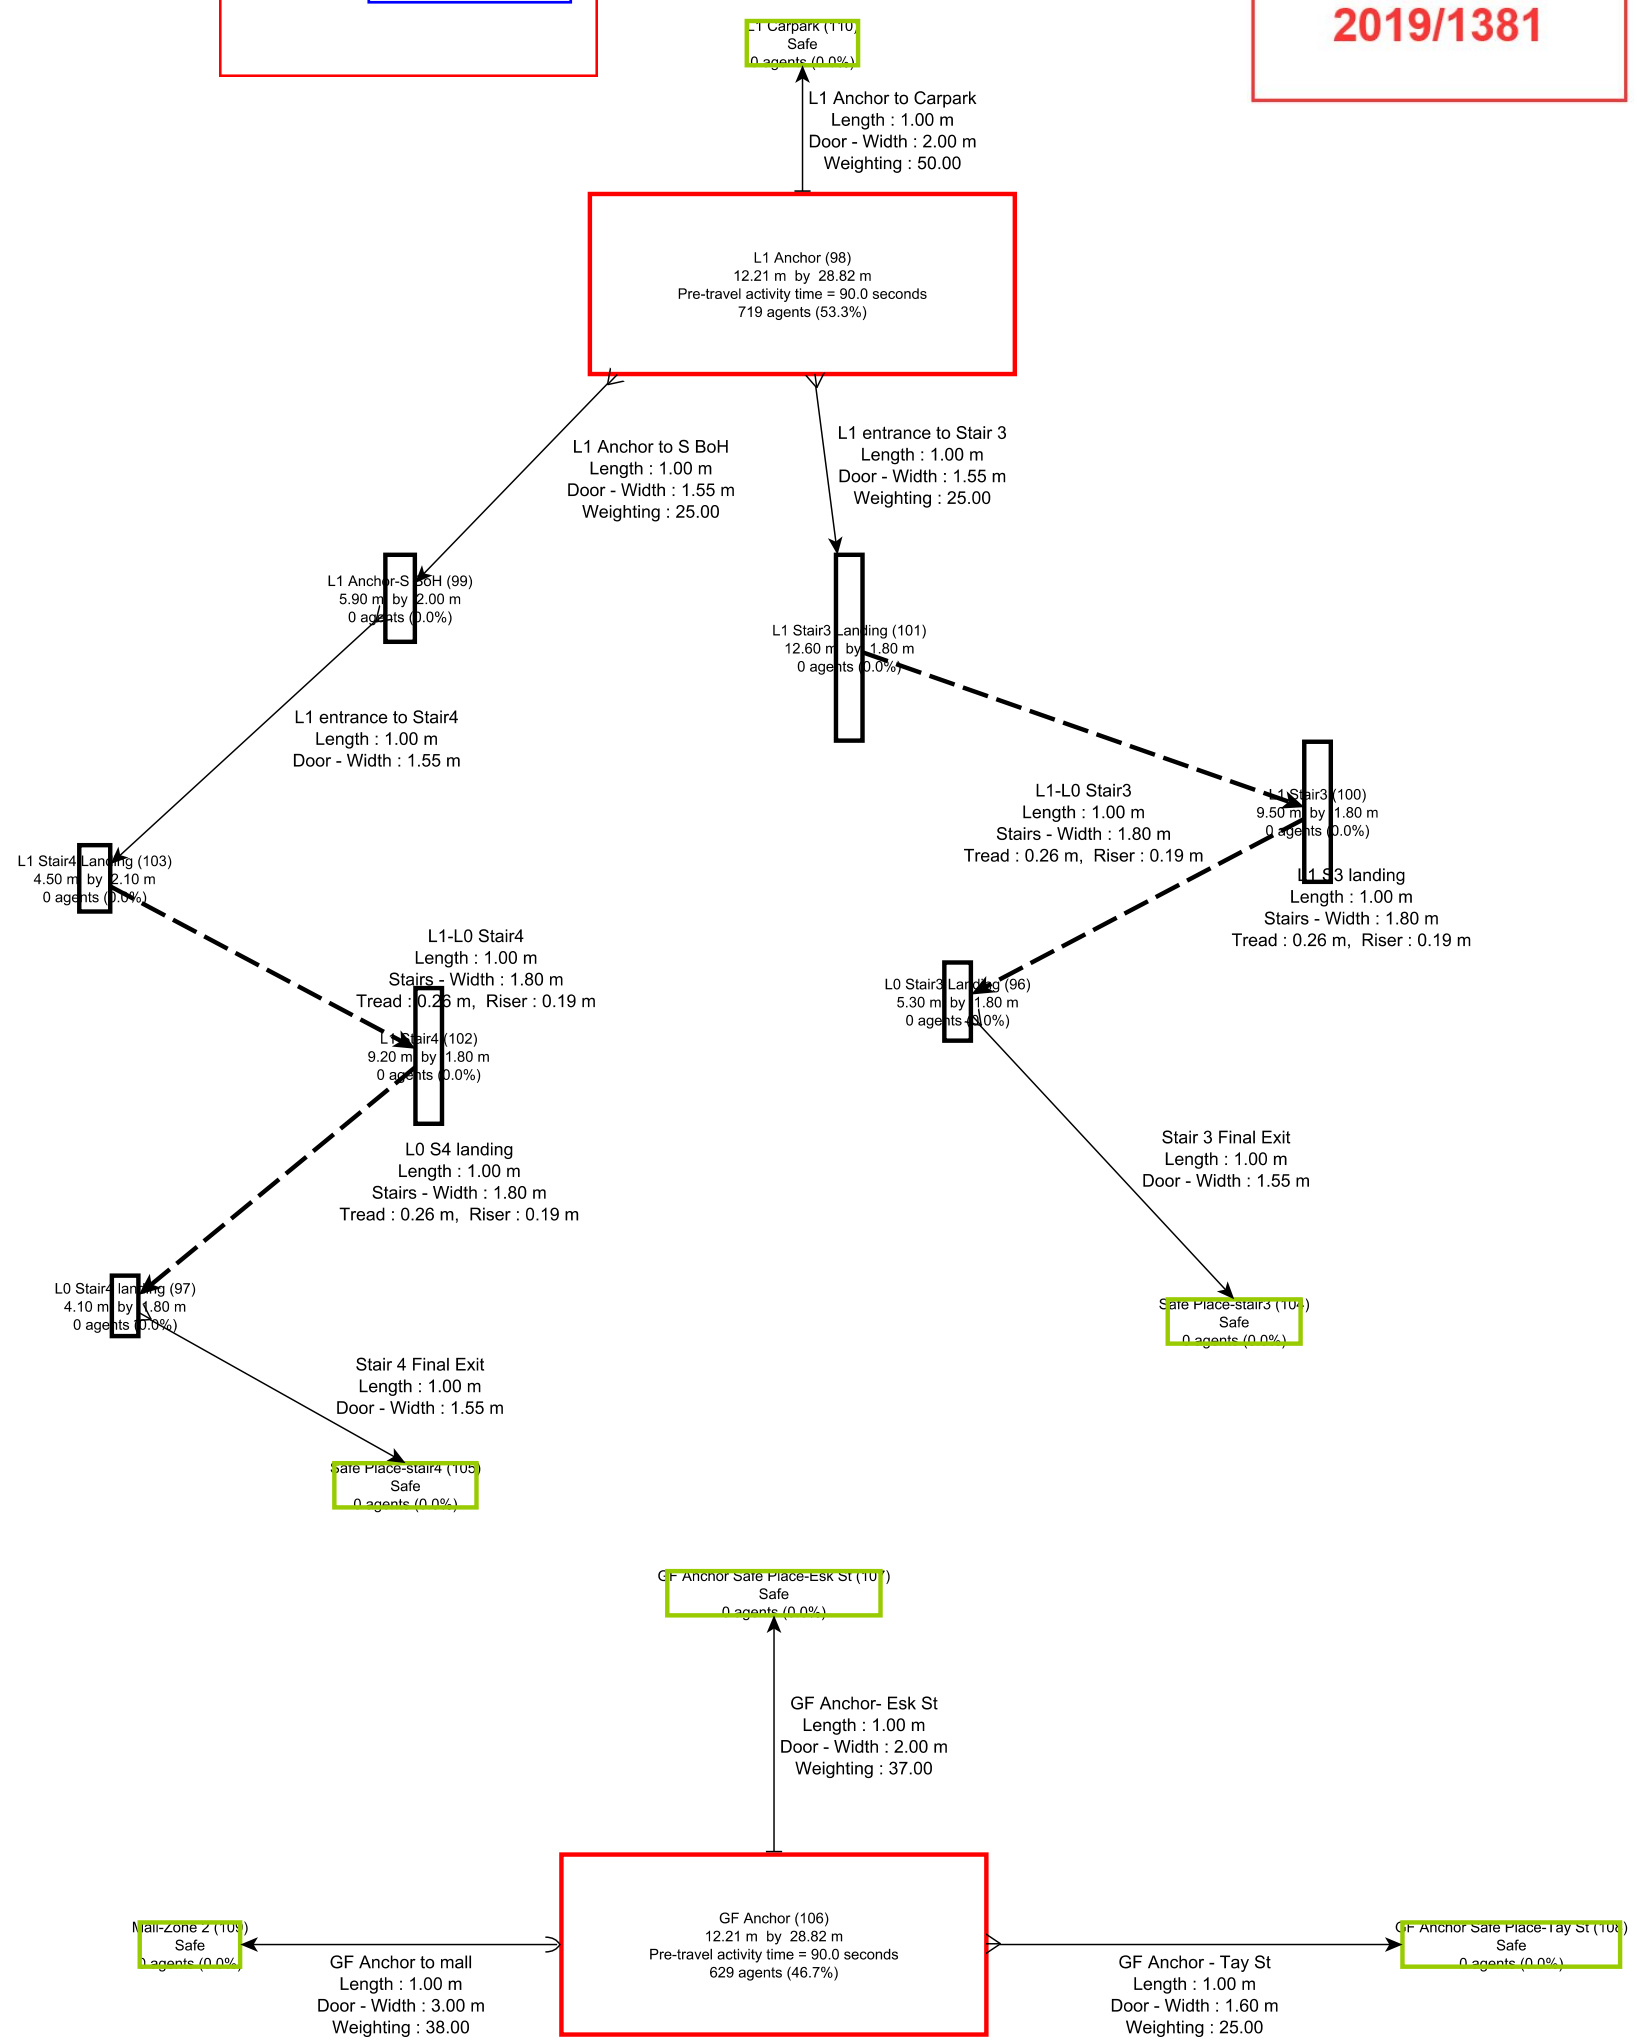 2019/1381
L1 Carpark (110)
Safe
0 agents (0.0%)
L1 Anchor to Carpark
Length : 1.00 m
Door - Width : 2.00 m
Weighting : 50.00
L1 Anchor (98)
12.21 m by 28.82 m
Pre-travel activity time = 90.0 seconds
719 agents (53.3%)
L1 Anchor to S BoH
Length : 1.00 m
Door - Width : 1.55 m
Weighting : 25.00
L1 entrance to Stair 3
Length : 1.00 m
Door - Width : 1.55 m
Weighting : 25.00
L1 Anchor-S BoH (99)
5.90 m by 2.00 m
0 agents (0.0%)
L1 Stair3 Landing (101)
12.60 m by 1.80 m
0 agents (0.0%)
L1 entrance to Stair4
Length : 1.00 m
Door - Width : 1.55 m
L1-L0 Stair3
Length : 1.00 m
Stairs - Width : 1.80 m
Tread : 0.26 m, Riser : 0.19 m
L1 Stair3 (100)
9.50 m by 1.80 m
0 agents (0.0%)
L1 S3 landing
Length : 1.00 m
Stairs - Width : 1.80 m
Tread : 0.26 m, Riser : 0.19 m
L1 Stair4 Landing (103)
4.50 m by 2.10 m
0 agents (0.0%)
L1-L0 Stair4
Length : 1.00 m
Stairs - Width : 1.80 m
Tread : 0.26 m, Riser : 0.19 m
L0 Stair3 Landing (96)
5.30 m by 1.80 m
0 agents (0.0%)
L1 Stair4 (102)
9.20 m by 1.80 m
0 agents (0.0%)
L0 S4 landing
Length : 1.00 m
Stairs - Width : 1.80 m
Tread : 0.26 m, Riser : 0.19 m
Stair 3 Final Exit
Length : 1.00 m
Door - Width : 1.55 m
L0 Stair4 landing (97)
4.10 m by 1.80 m
0 agents (0.0%)
Safe Place-stair3 (104)
Safe
0 agents (0.0%)
Stair 4 Final Exit
Length : 1.00 m
Door - Width : 1.55 m
Safe Place-stair4 (105)
Safe
0 agents (0.0%)
GF Anchor Safe Place-Esk St (107)
Safe
0 agents (0.0%)
GF Anchor- Esk St
Length : 1.00 m
Door - Width : 2.00 m
Weighting : 37.00
GF Anchor (106)
12.21 m by 28.82 m
Pre-travel activity time = 90.0 seconds
629 agents (46.7%)
Mall-Zone 2 (109)
Safe
0 agents (0.0%)
GF Anchor to mall
Length : 1.00 m
Door - Width : 3.00 m
Weighting : 38.00
GF Anchor Safe Place-Tay St (108)
Safe
0 agents (0.0%)
GF Anchor - Tay St
Length : 1.00 m
Door - Width : 1.60 m
Weighting : 25.00